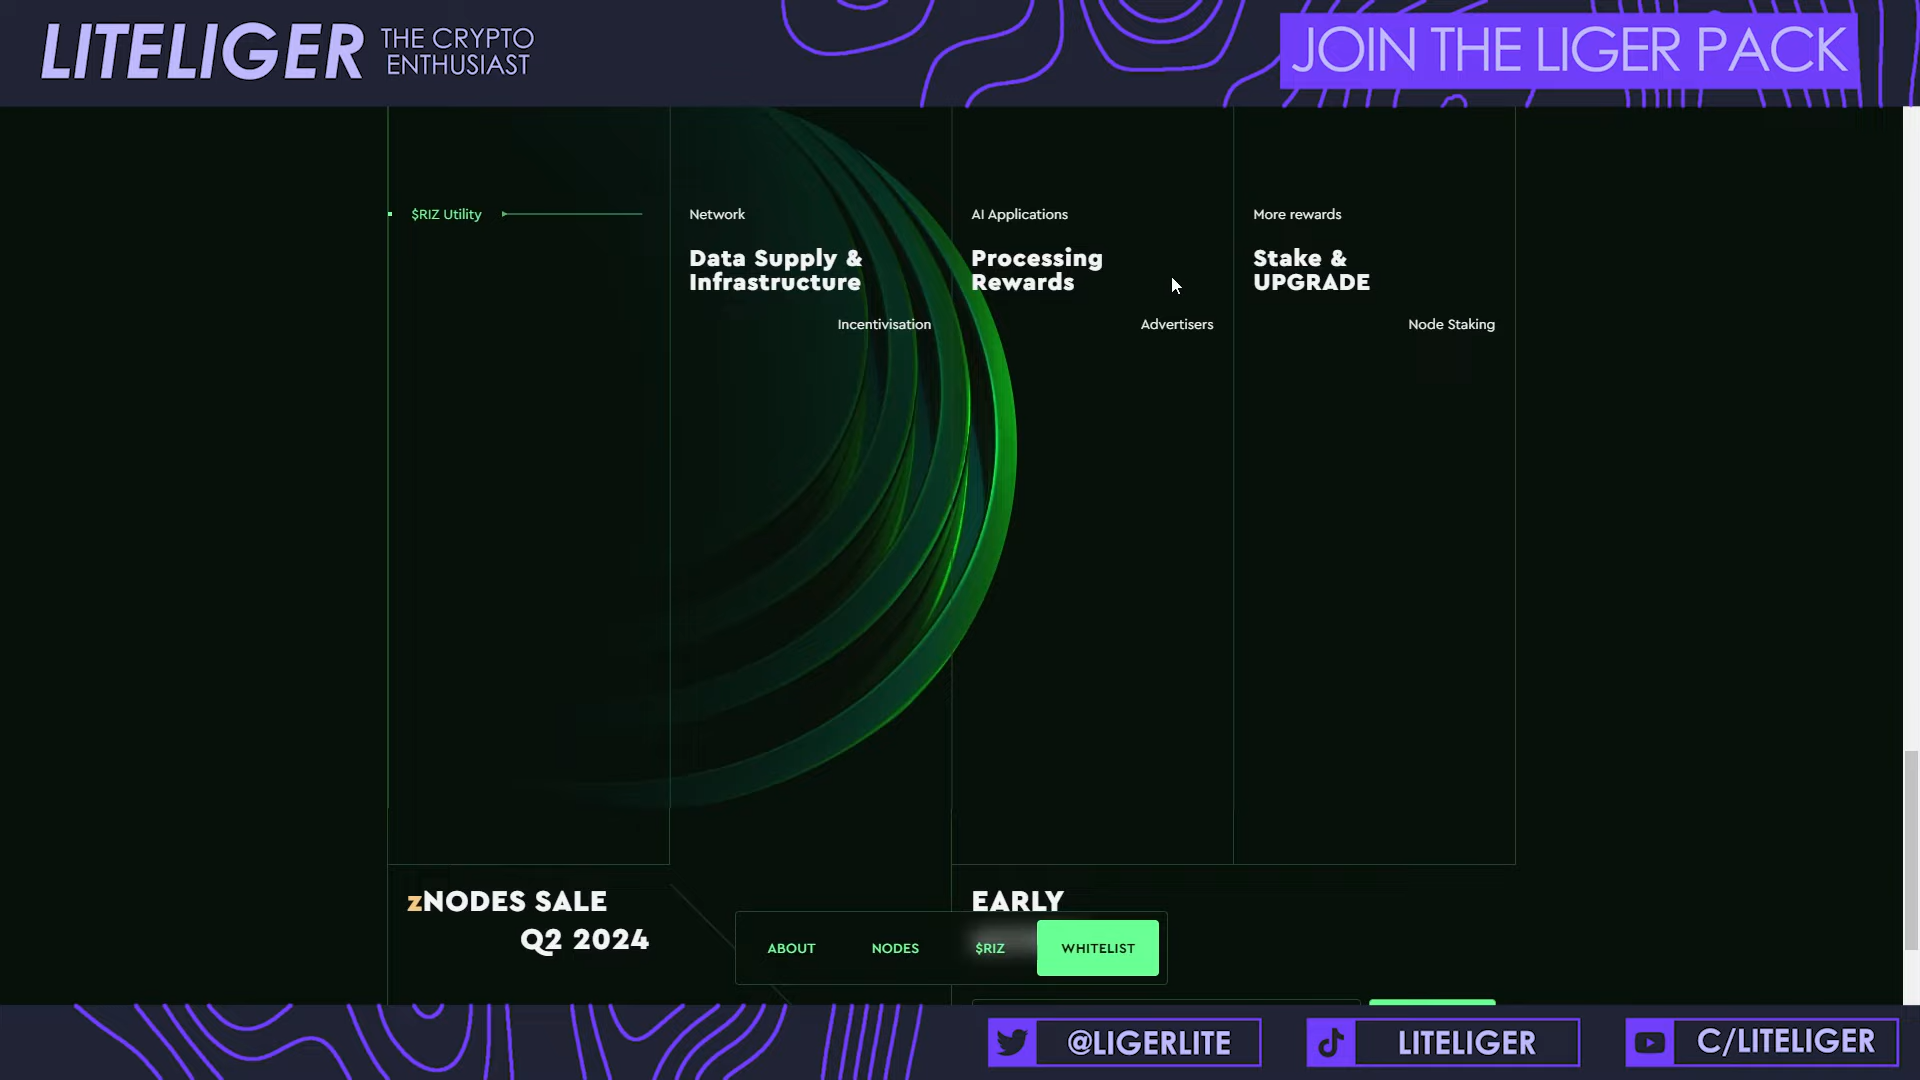 LITELIGER
THE CRYPTO
ENTHUSIAST
JOIN THE LIGER PACK
$RIZ Utility
Network
Data Supply &
Infrastructure
Incentivisation
AI Applications
Processing
Rewards
Advertisers
More rewards
Stake &
UPGRADE
Node Staking
zNODES SALE
Q2 2024
EARLY
ABOUT
NODES
$RIZ
WHITELIST
@LIGERLITE
LITELIGER
C/LITELIGER